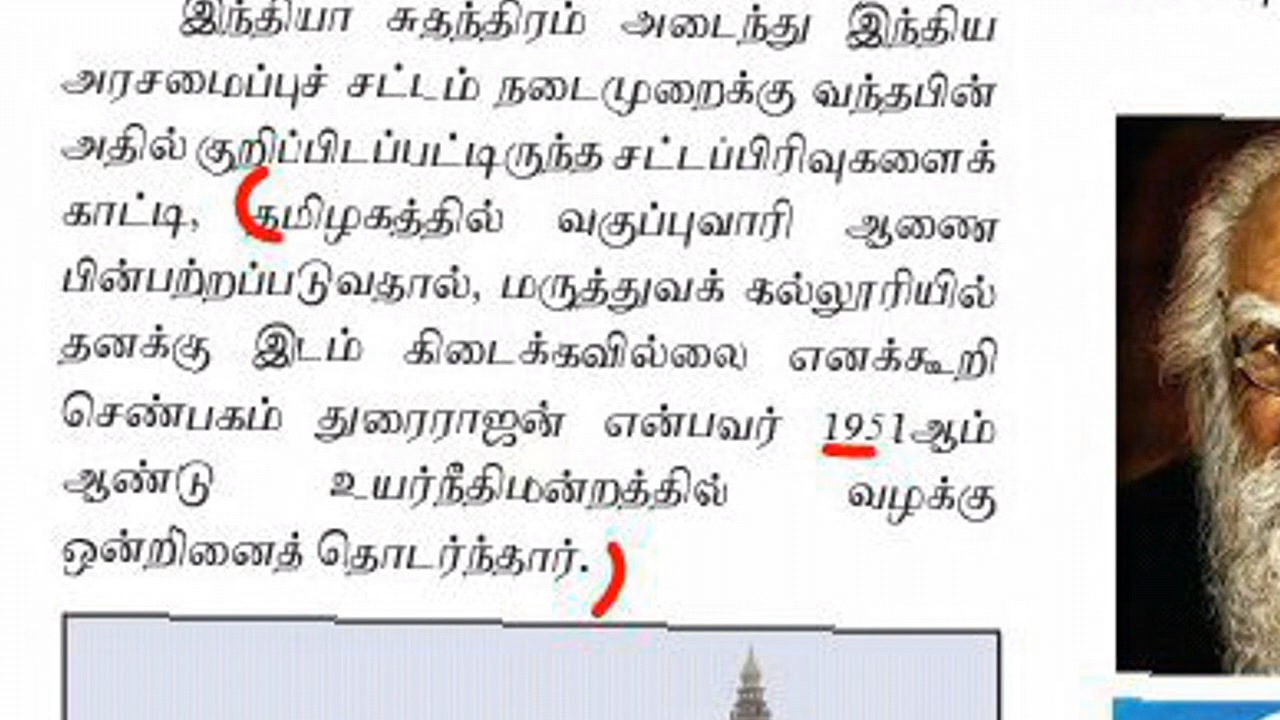 இந்தியா சுதந்திரம் அடைந்து இந்திய
அரசமைப்புச் சட்டம் நடைமுறைக்கு வந்தபின்
அதில் குறிப்பிடப்பட்டிருந்த சட்டப்பிரிவுகளைக்
காட்டி, தமிழகத்தில் வகுப்புவாரி ஆணை
பின்பற்றப்படுவதால், மருத்துவக் கல்லூரியில்
தனக்கு இடம் கிடைக்கவில்லை எனக்கூறி
செண்பகம் துரைராஜன் என்பவர் 1951ஆம்
ஆண்டு உயர்நீதிமன்றத்தில் வழக்கு
ஒன்றினைத் தொடர்ந்தார்.